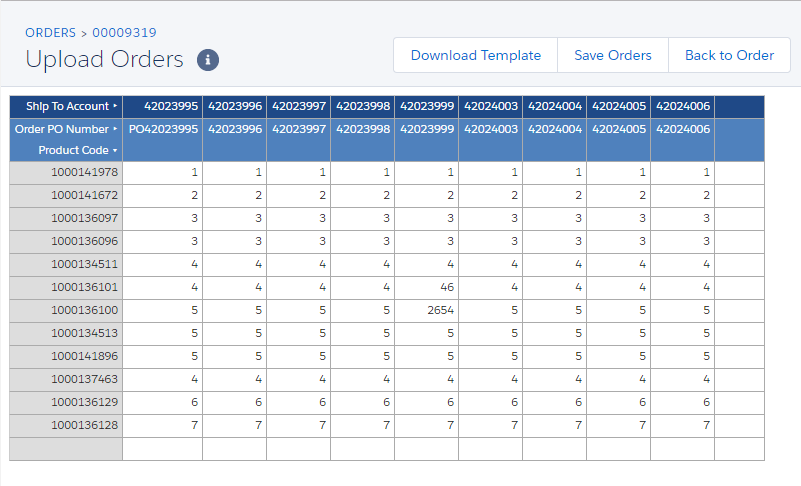 ORDERS > 00009319
Upload Orders i
Download Template Save Orders Back to Order
Ship To Account 42023995 42023996 42023997 42023998 42023999 42024003 42024004 42024005 42024006
Order PO Number PO42023995 42023996 42023997 42023998 42023999 42024003 42024004 42024005 42024006
Product Code
1000141978 1 1 1 1 1 1 1 1 1
1000141672 2 2 2 2 2 2 2 2 2
1000136097 3 3 3 3 3 3 3 3 3
1000136096 3 3 3 3 3 3 3 3 3
1000134511 4 4 4 4 4 4 4 4 4
1000136101 4 4 4 4 46 4 4 4 4
1000136100 5 5 5 5 2654 5 5 5 5
1000134513 5 5 5 5 5 5 5 5 5
1000141896 5 5 5 5 5 5 5 5 5
1000137463 4 4 4 4 4 4 4 4 4
1000136129 6 6 6 6 6 6 6 6 6
1000136128 7 7 7 7 7 7 7 7 7